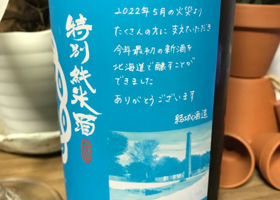 特別純米酒
2022年5月の火災より
たくさんの方に支えていただき
今年最初の新酒を
北海道で醸すことが
できました
ありがとうございます
結城酒造